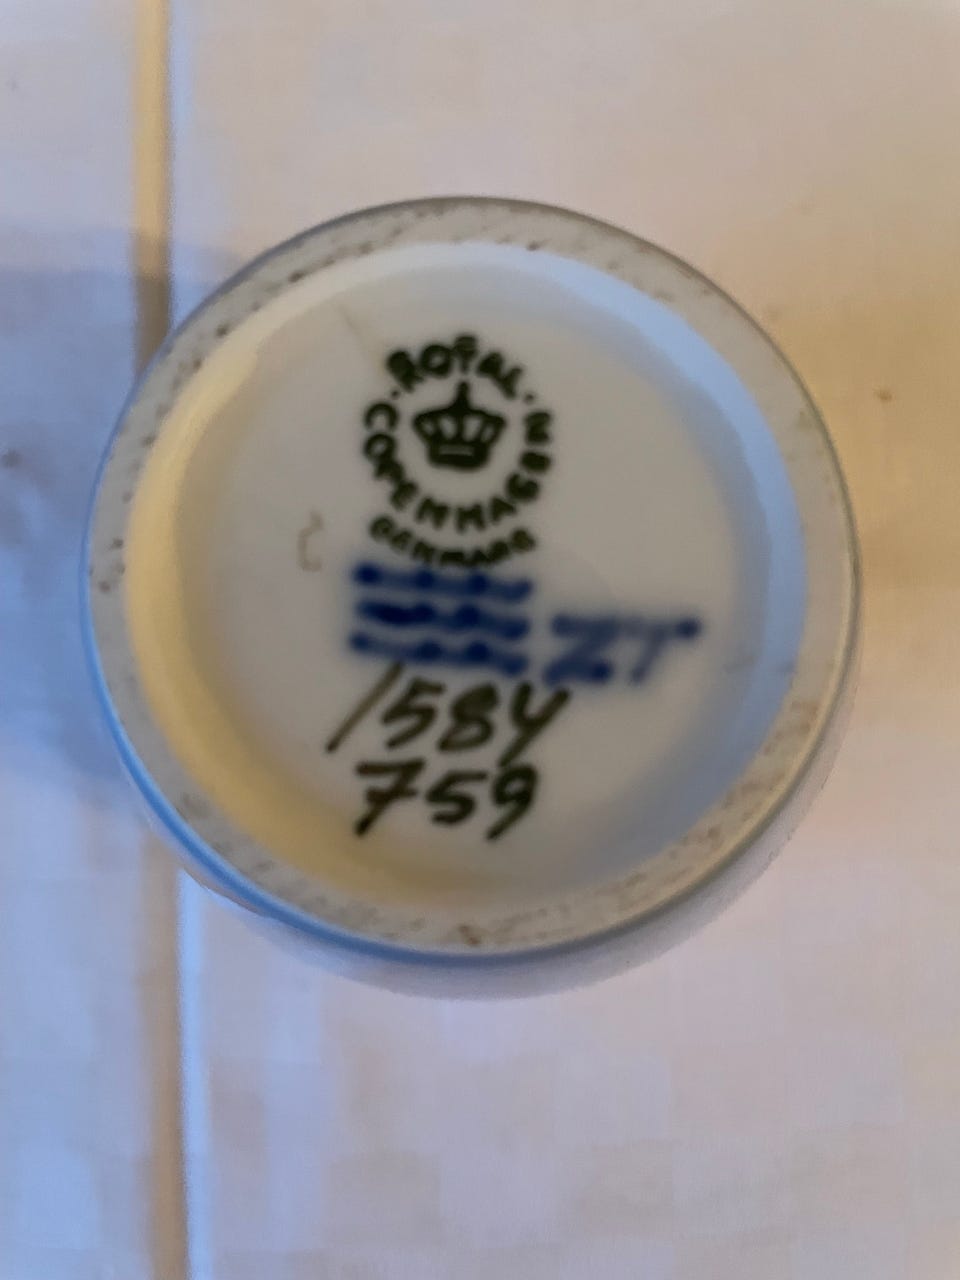 ROYAL
COPENHAGEN
DENMARK
ZT
1584
759